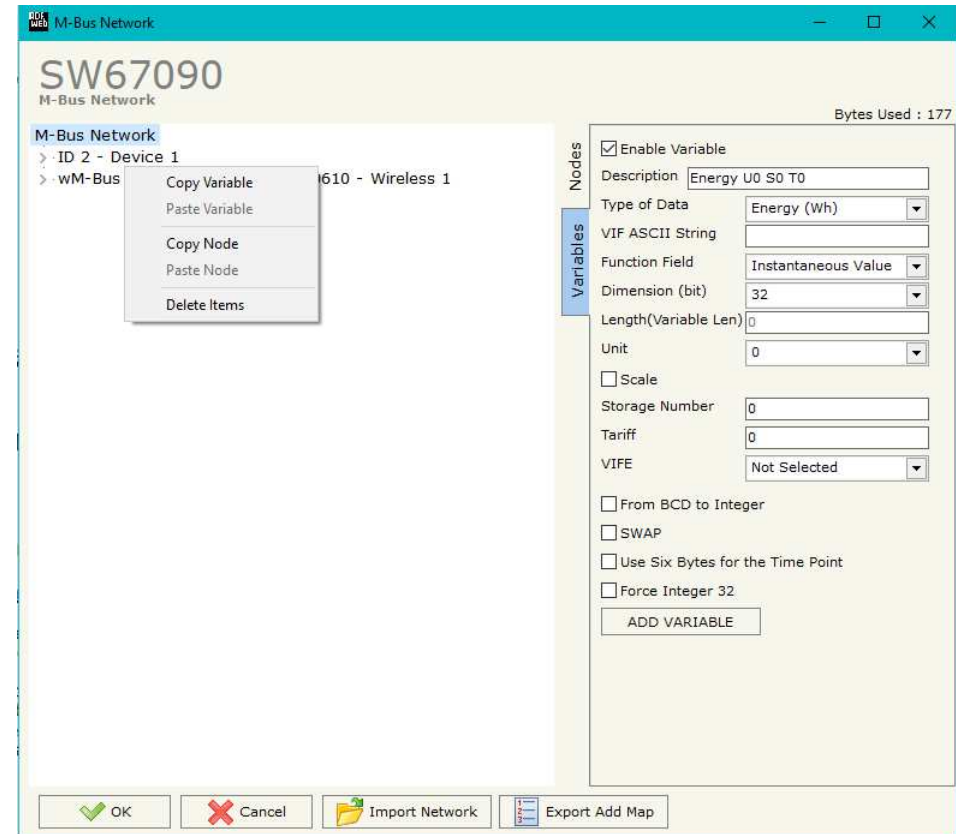 M-Bus Network
SW67090
M-Bus Network
Bytes Used : 177
M-Bus Network
ID 2 - Device 1
wM-Bus 0610 - Wireless 1
Copy Variable
Paste Variable
Copy Node
Paste Node
Delete Items
Nodes
Variables
Enable Variable
Description Energy U0 S0 T0
Type of Data Energy (Wh)
VIF ASCII String
Function Field Instantaneous Value
Dimension (bit) 32
Length(Variable Len) 0
Unit 0
Scale
Storage Number 0
Tariff 0
VIFE Not Selected
From BCD to Integer
SWAP
Use Six Bytes for the Time Point
Force Integer 32
ADD VARIABLE
OK Cancel Import Network Export Add Map